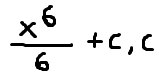 x^6/6 + c, c